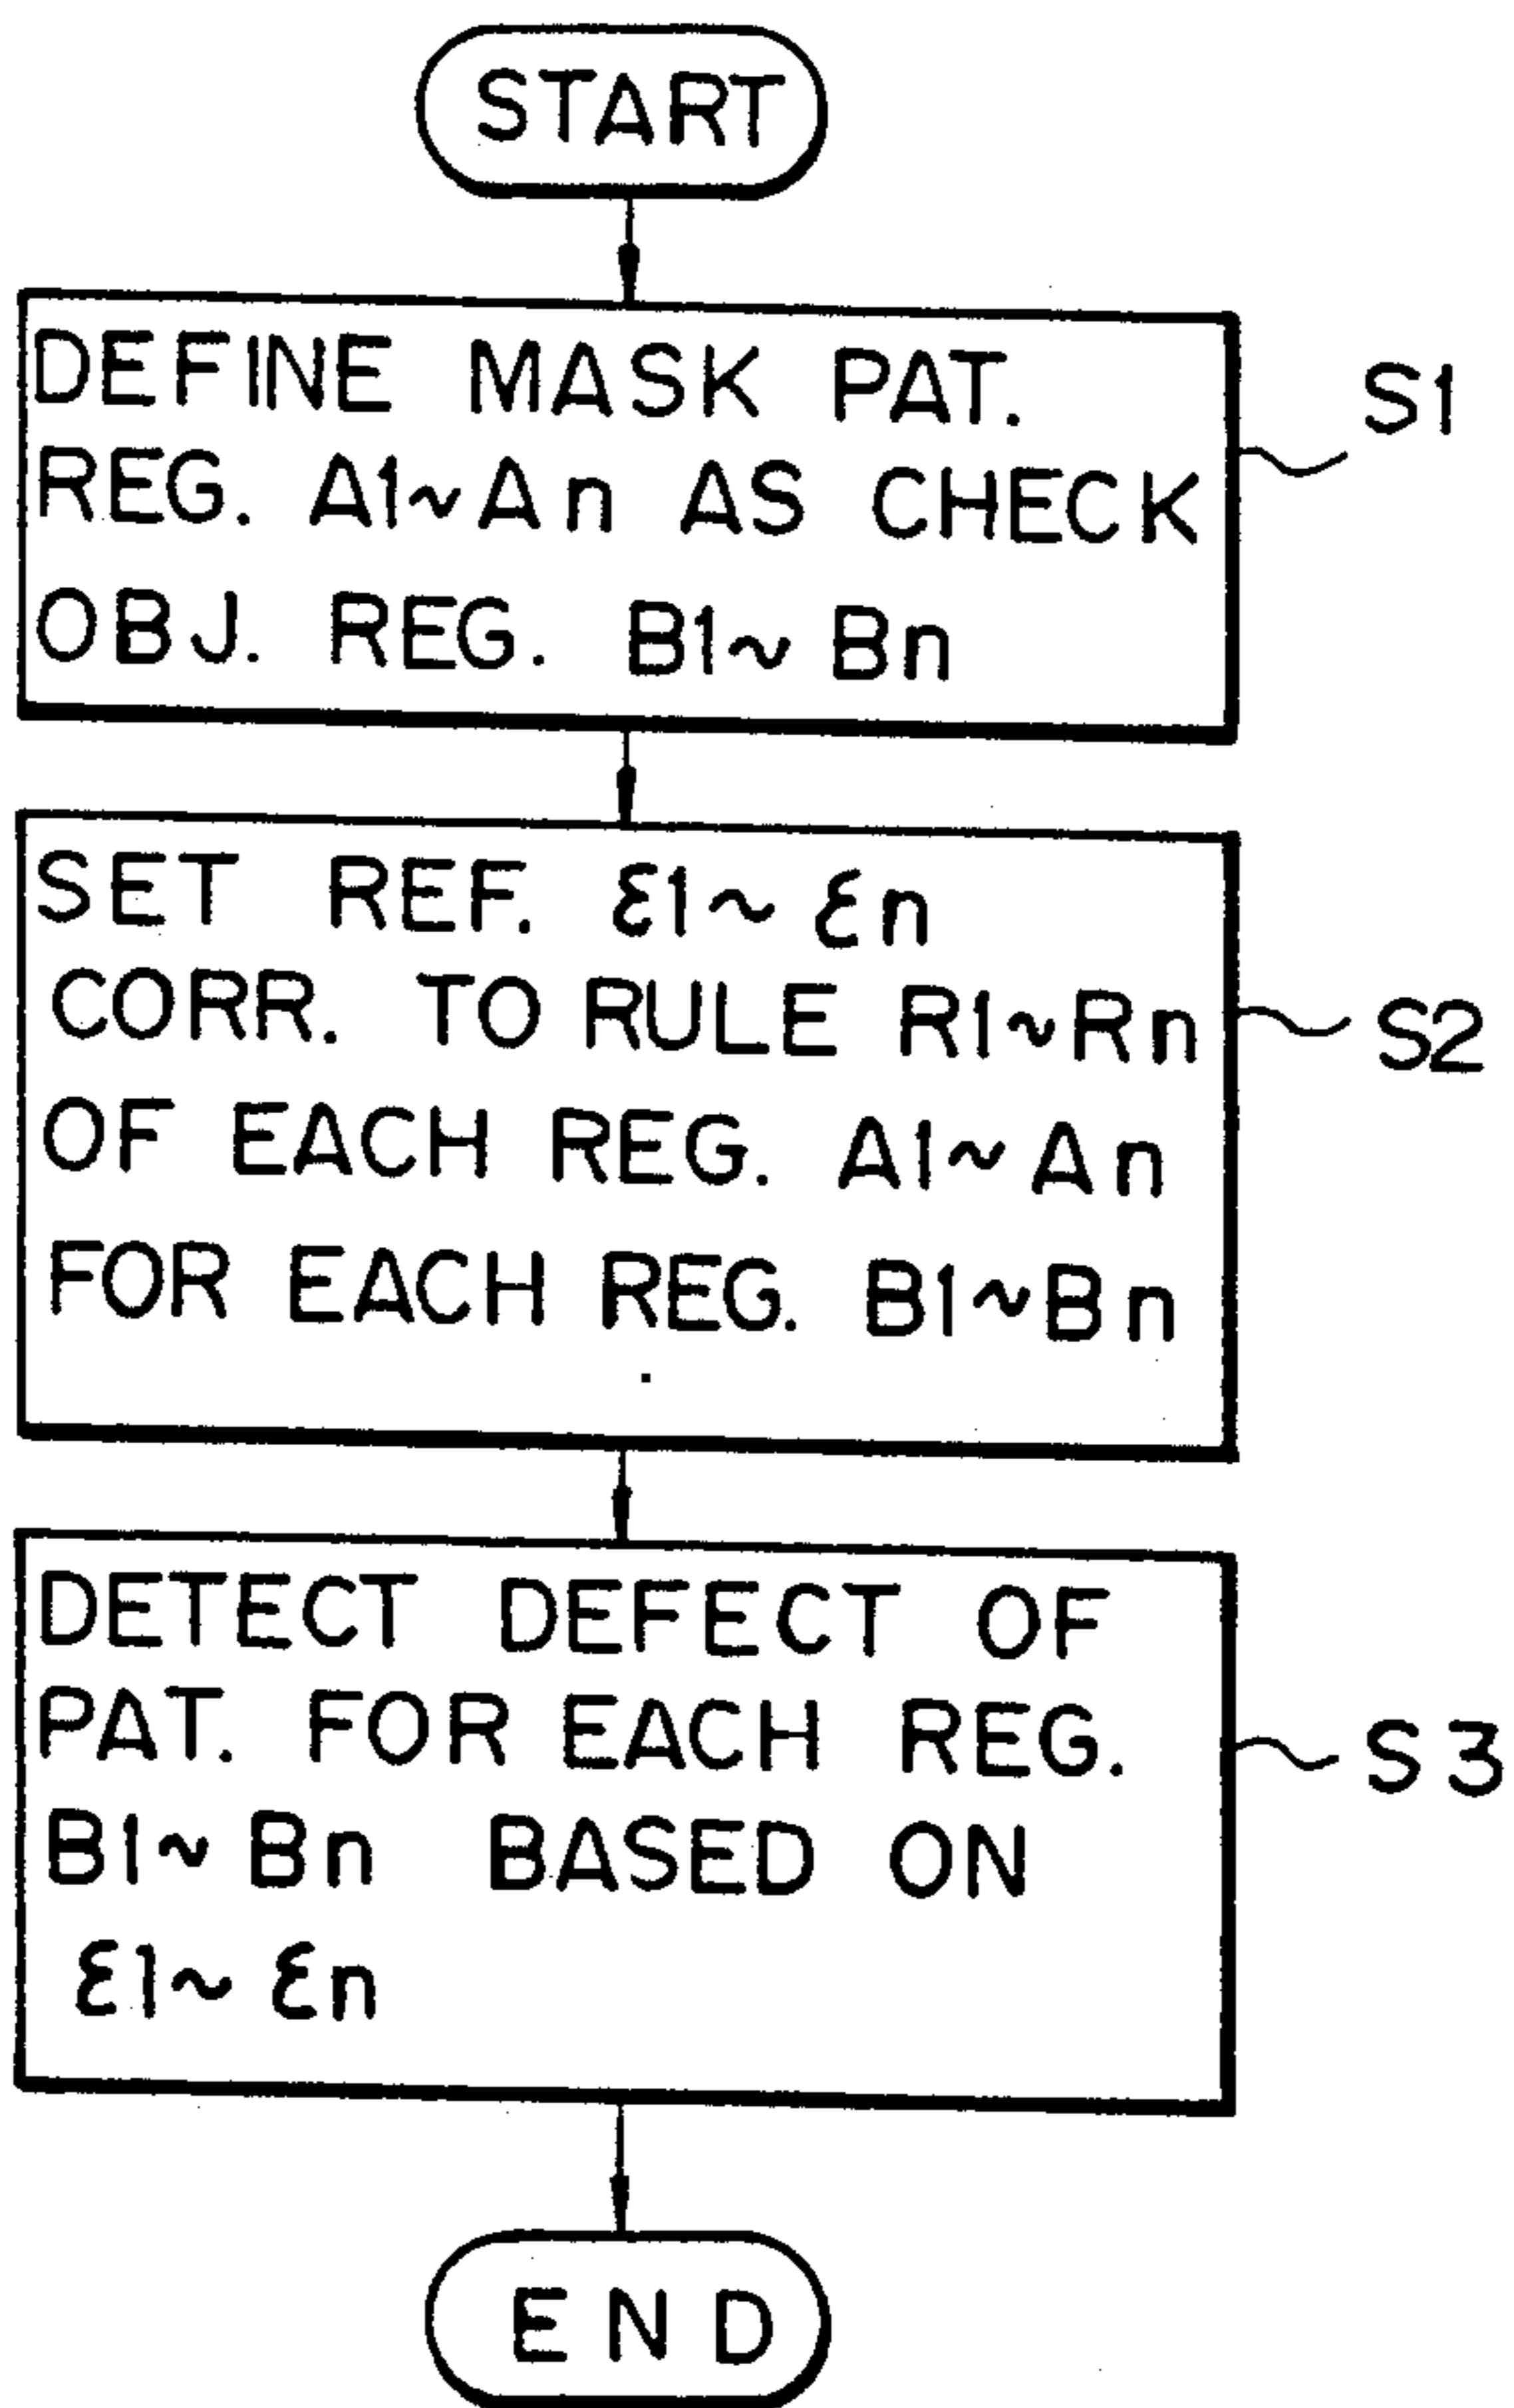 START
DEFINE MASK PAT.
REG. A1~An AS CHECK
OBJ. REG. B1~Bn
S1
SET REF. ε1~εn
CORR. TO RULE R1~Rn
OF EACH REG. A1~An
FOR EACH REG. B1~Bn
S2
DETECT DEFECT OF
PAT. FOR EACH REG.
B1~Bn BASED ON
ε1~εn
S3
END